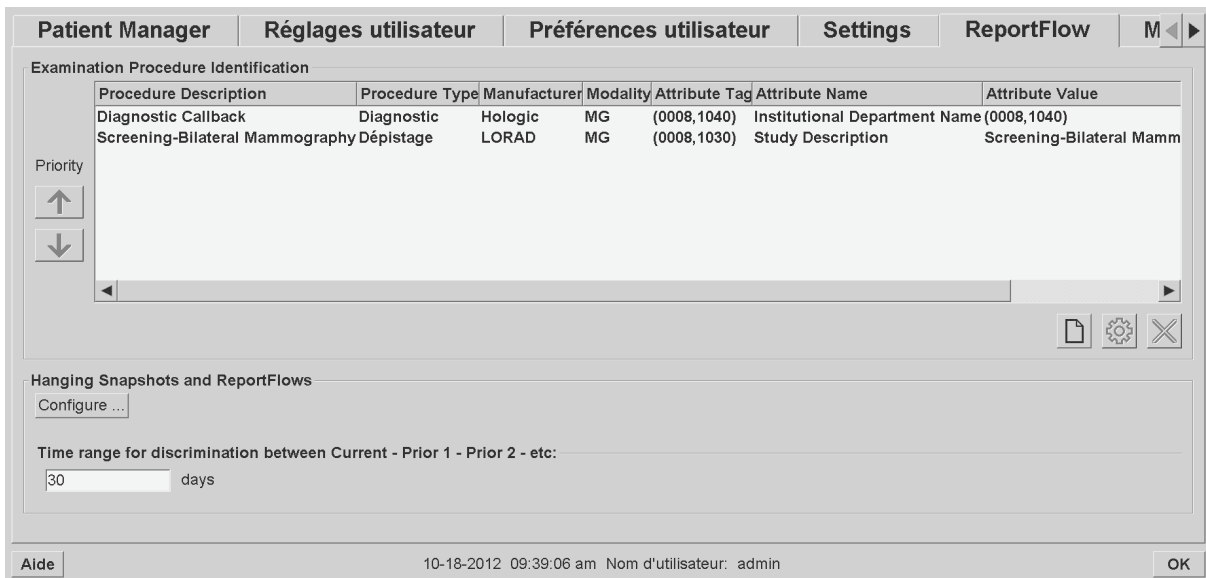 Patient Manager Réglages utilisateur Préférences utilisateur Settings ReportFlow M
Examination Procedure Identification
Procedure Description Procedure Type Manufacturer Modality Attribute Tag Attribute Name Attribute Value
Diagnostic Callback Diagnostic Hologic MG (0008,1040) Institutional Department Name (0008,1040)
Screening-Bilateral Mammography Dépistage LORAD MG (0008,1030) Study Description Screening-Bilateral Mamm
Priority
Hanging Snapshots and ReportFlows
Configure ...
Time range for discrimination between Current - Prior 1 - Prior 2 - etc:
30 days
Aide 10-18-2012 09:39:06 am Nom d'utilisateur: admin OK